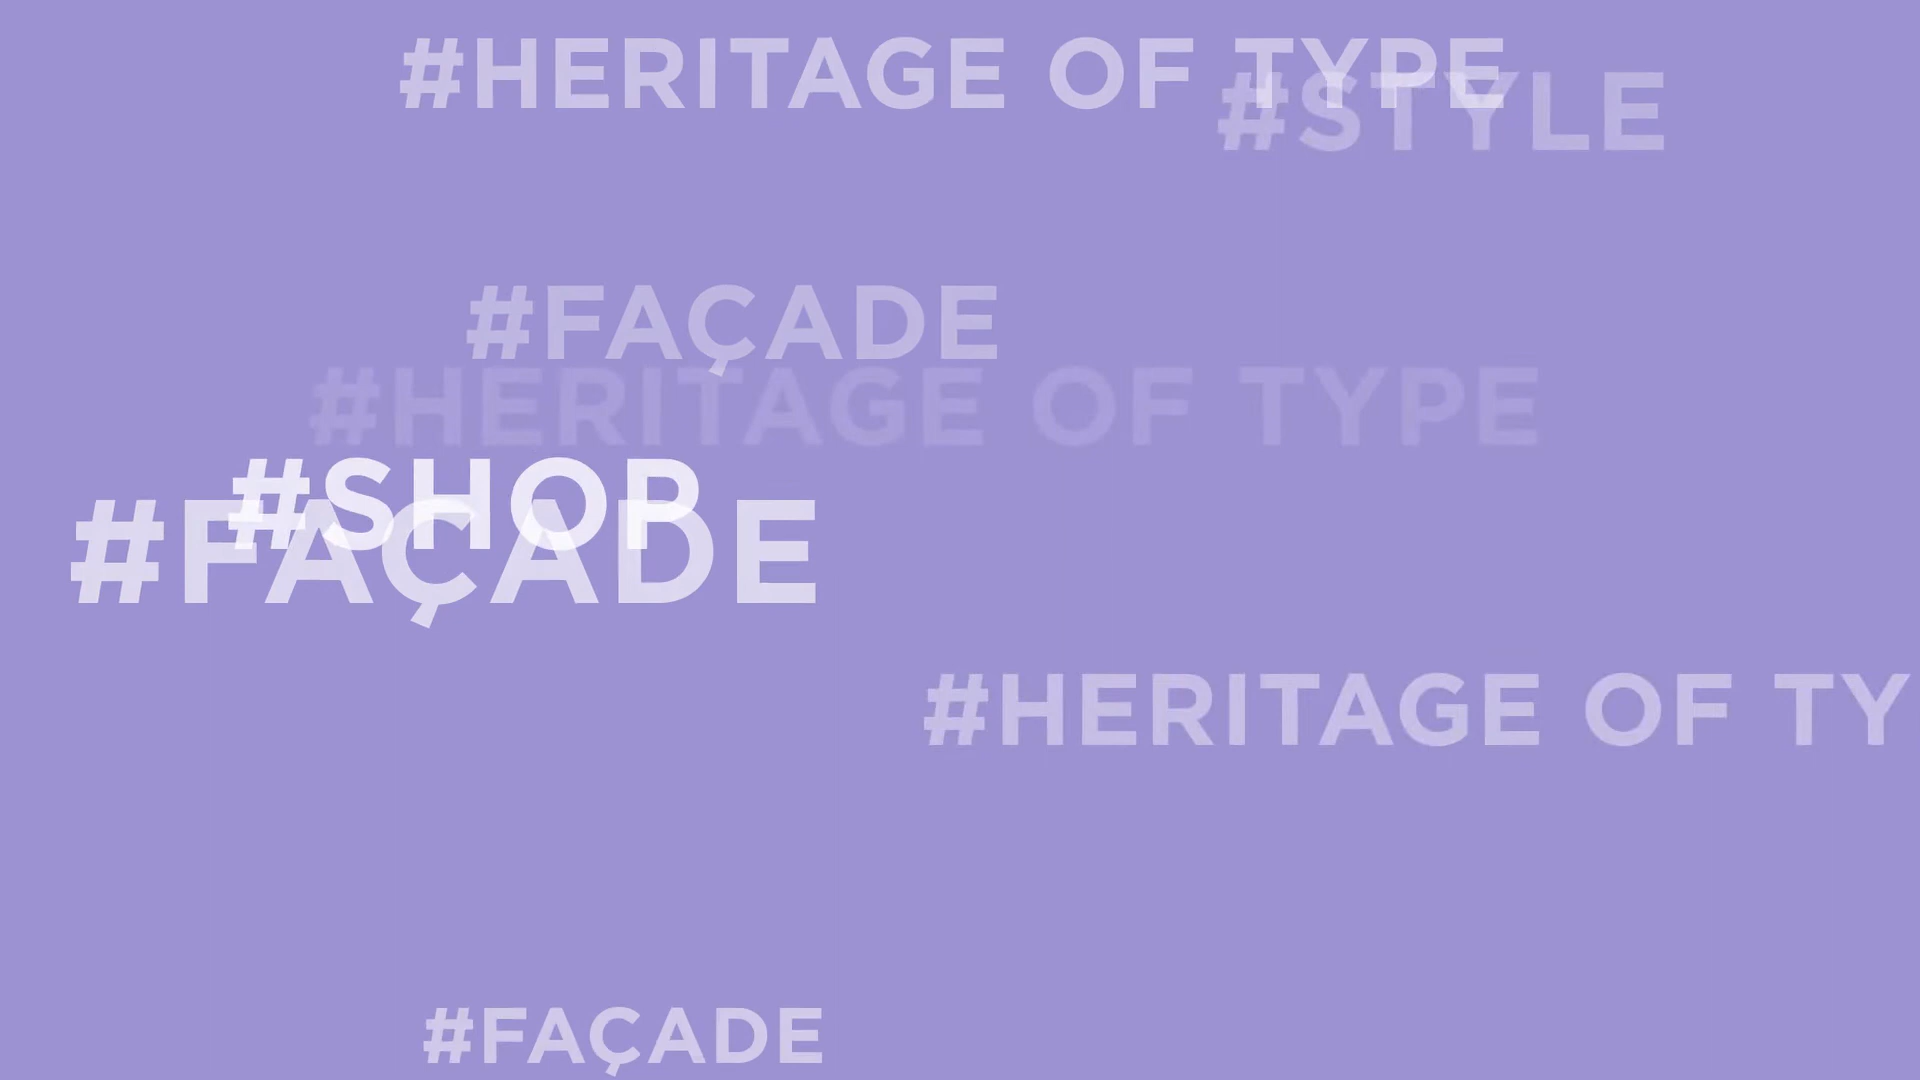 #HERITAGE OF TYPE
#STYLE
#FAÇADE
#HERITAGE OF TYPE
#SHOP
#FAÇADE
#HERITAGE OF TY
#FAÇADE